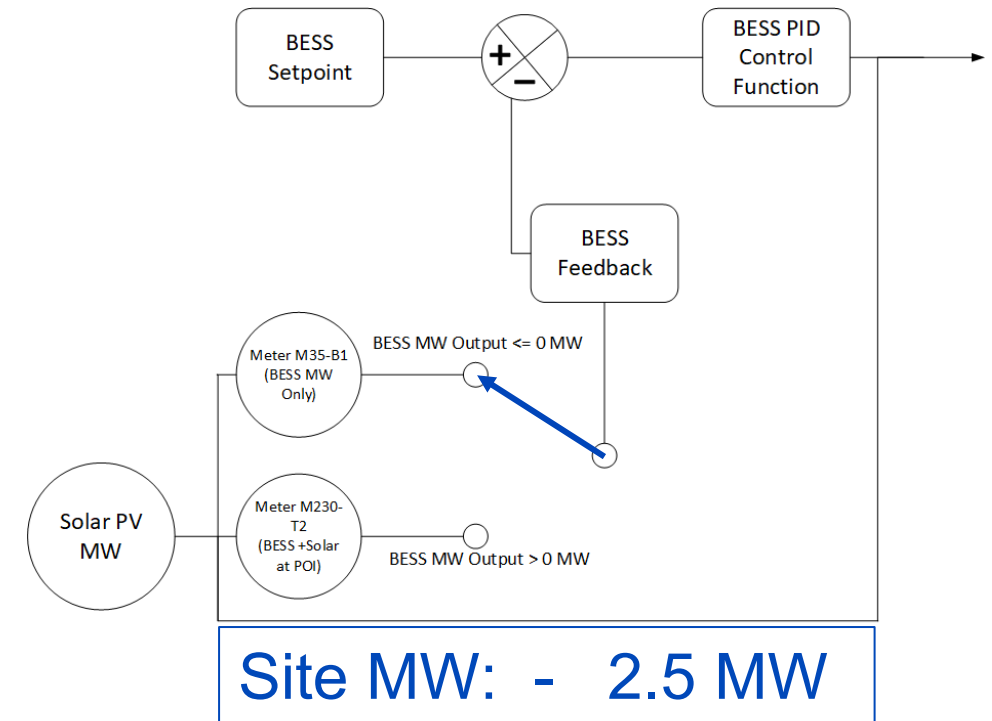 BESS
Setpoint
+
−
BESS PID
Control
Function
BESS
Feedback
Meter M35-B1
(BESS MW
Only)
BESS MW Output <= 0 MW
Solar PV
MW
Meter M230-
T2
(BESS +Solar
at POI)
BESS MW Output > 0 MW
Site MW: - 2.5 MW